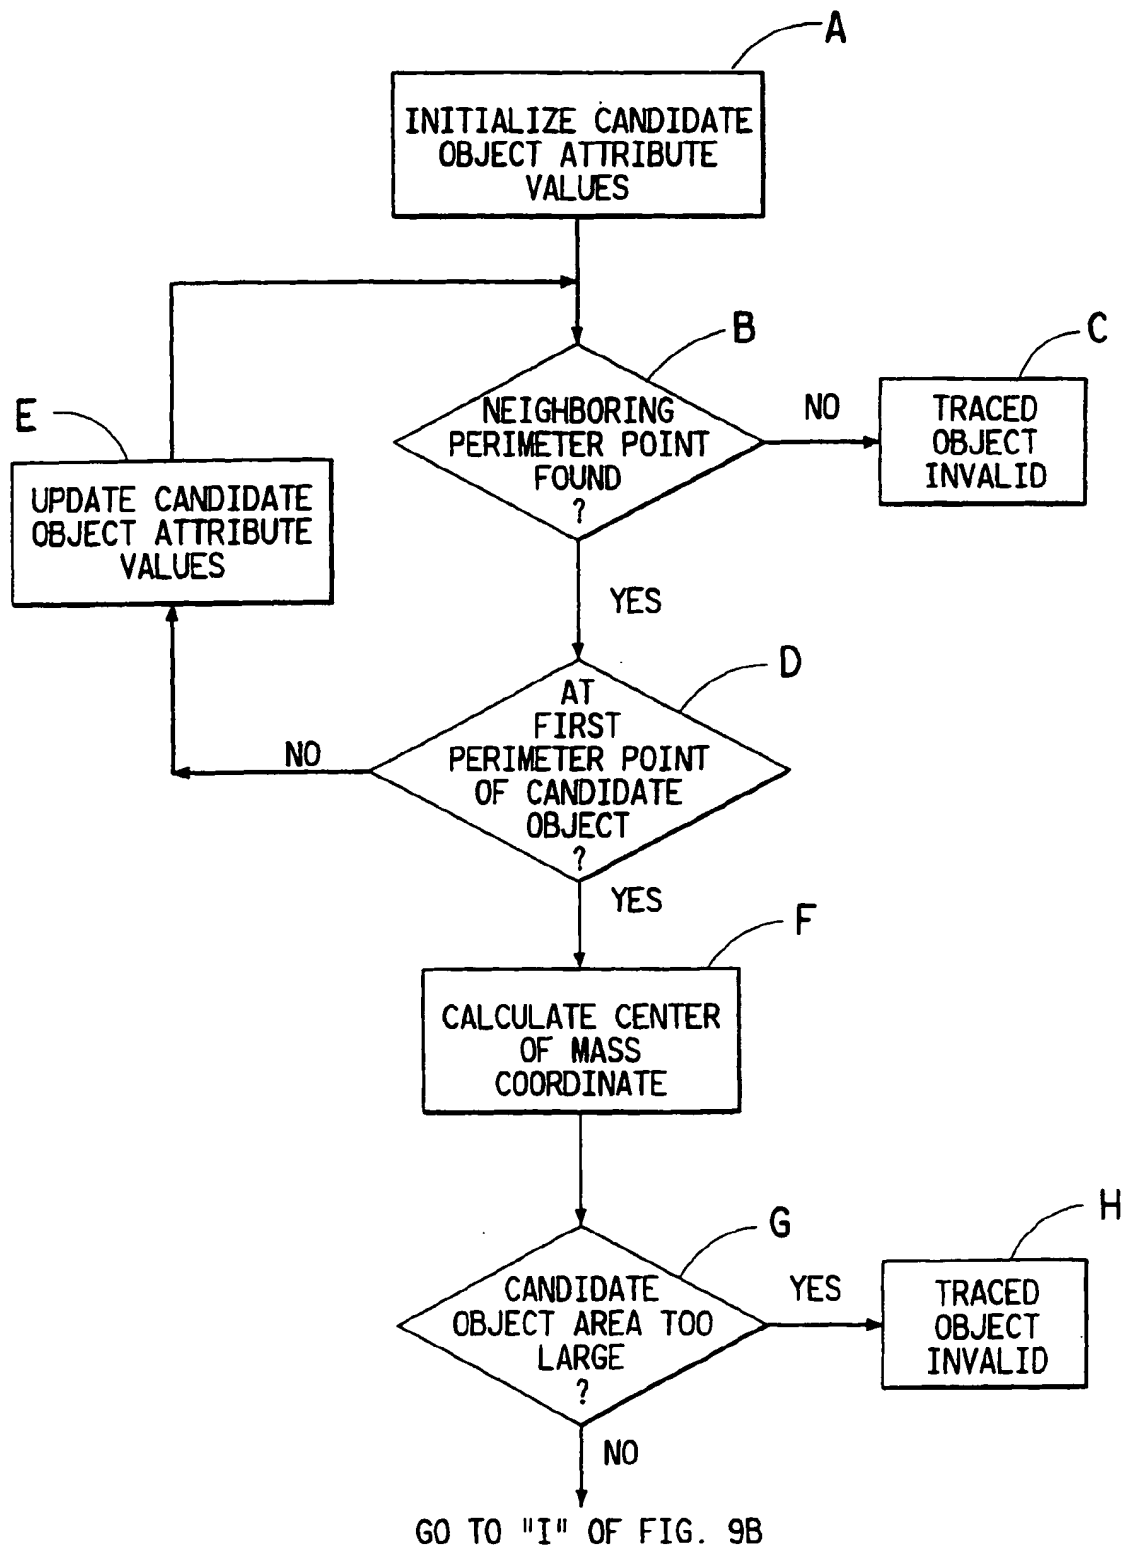 A
INITIALIZE CANDIDATE
OBJECT ATTRIBUTE
VALUES
B
NEIGHBORING
PERIMETER POINT
FOUND
?
NO
C
TRACED
OBJECT
INVALID
E
UPDATE CANDIDATE
OBJECT ATTRIBUTE
VALUES
YES
D
AT
FIRST
PERIMETER POINT
OF CANDIDATE
OBJECT
?
NO
YES
F
CALCULATE CENTER
OF MASS
COORDINATE
G
CANDIDATE
OBJECT AREA TOO
LARGE
?
YES
H
TRACED
OBJECT
INVALID
NO
GO TO "I" OF FIG. 9B